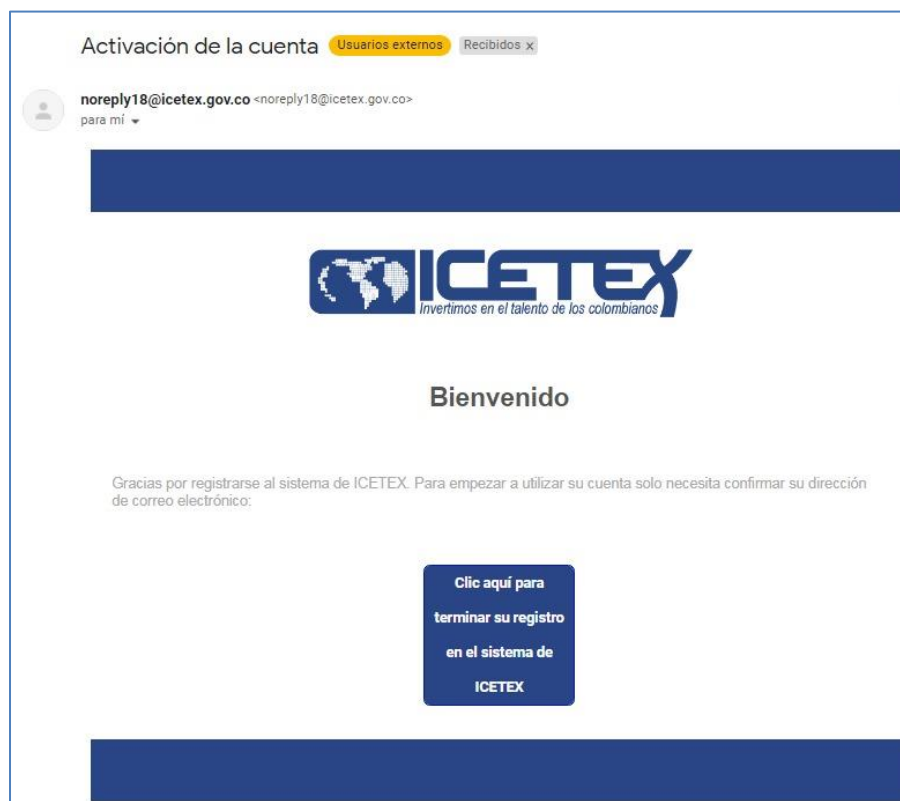 Activación de la cuenta Usuarios externos Recibidos x
noreply18@icetex.gov.co <noreply18@icetex.gov.co>
para mí
ICETEX
Invertimos en el talento de los colombianos
Bienvenido
Gracias por registrarse al sistema de ICETEX. Para empezar a utilizar su cuenta solo necesita confirmar su dirección
de correo electrónico:
Clic aquí para
terminar su registro
en el sistema de
ICETEX